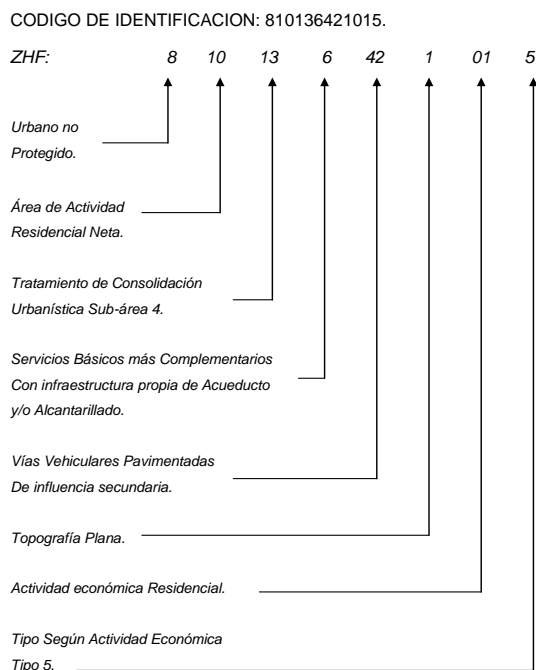 CODIGO DE IDENTIFICACION: 810136421015.
ZHF: 8 10 13 6 42 1 01 5
Urbano no
Protegido.
Área de Actividad
Residencial Neta.
Tratamiento de Consolidación
Urbanística Sub-área 4.
Servicios Básicos más Complementarios
Con infraestructura propia de Acueducto
y/o Alcantarillado.
Vías Vehiculares Pavimentadas
De influencia secundaria.
Topografía Plana.
Actividad económica Residencial.
Tipo Según Actividad Económica
Tipo 5.